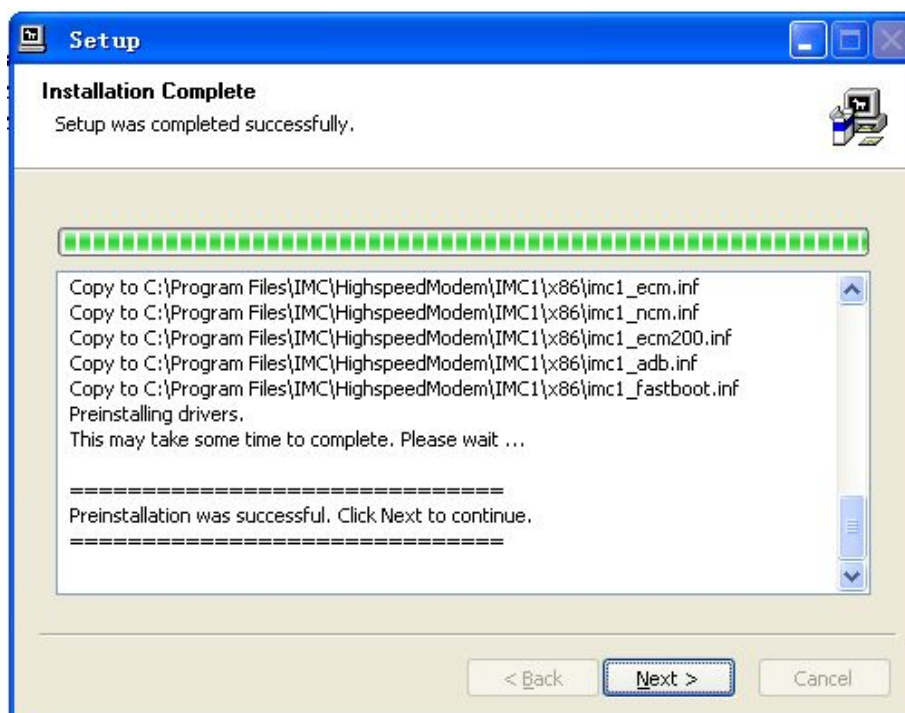 Setup
Installation Complete
Setup was completed successfully.
Copy to C:\Program Files\IMC\HighspeedModem\IMC1\x86\imc1_ecm.inf
Copy to C:\Program Files\IMC\HighspeedModem\IMC1\x86\imc1_ncm.inf
Copy to C:\Program Files\IMC\HighspeedModem\IMC1\x86\imc1_ecm200.inf
Copy to C:\Program Files\IMC\HighspeedModem\IMC1\x86\imc1_adb.inf
Copy to C:\Program Files\IMC\HighspeedModem\IMC1\x86\imc1_fastboot.inf
Preinstalling drivers.
This may take some time to complete. Please wait ...
==============================
Preinstallation was successful. Click Next to continue.
==============================
< Back Next > Cancel